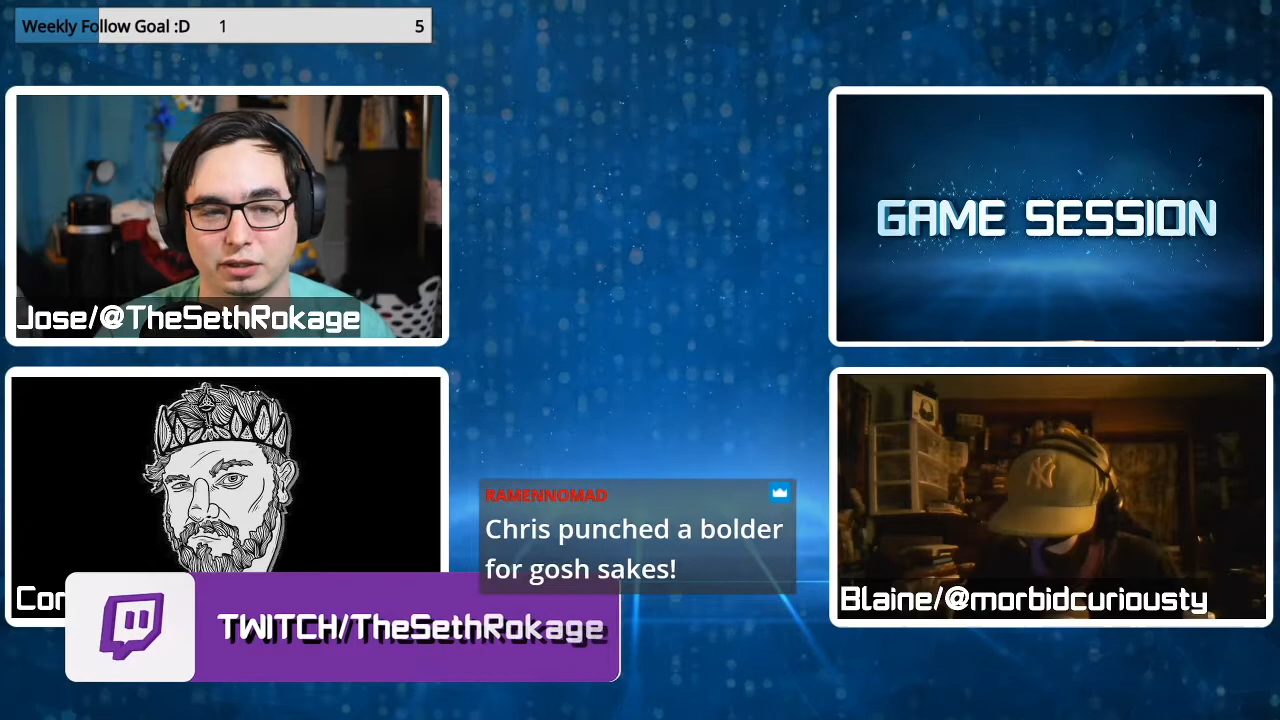 Weekly Follow Goal :D 1 5
Jose/@TheSethRokage
GAME SESSION
RAMENNOMAD
Chris punched a bolder
for gosh sakes!
NY
Blaine/@morbidcuriousty
TWITCH/TheSethRokage